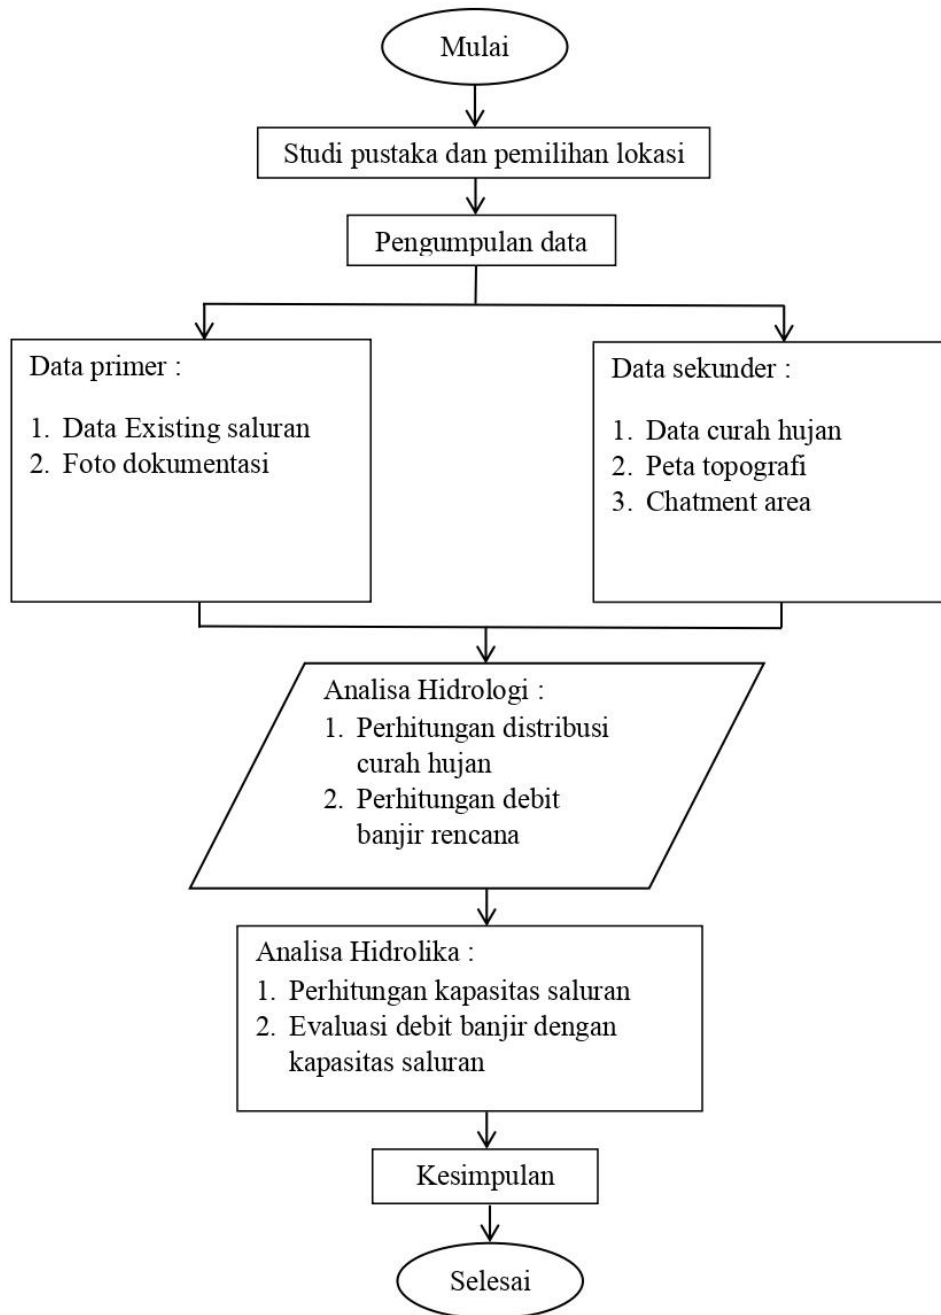 Mulai
Studi pustaka dan pemilihan lokasi
Pengumpulan data
Data primer :
1. Data Existing saluran
2. Foto dokumentasi
Data sekunder :
1. Data curah hujan
2. Peta topografi
3. Chatment area
Analisa Hidrologi :
1. Perhitungan distribusi
curah hujan
2. Perhitungan debit
banjir rencana
Analisa Hidrolika :
1. Perhitungan kapasitas saluran
2. Evaluasi debit banjir dengan
kapasitas saluran
Kesimpulan
Selesai